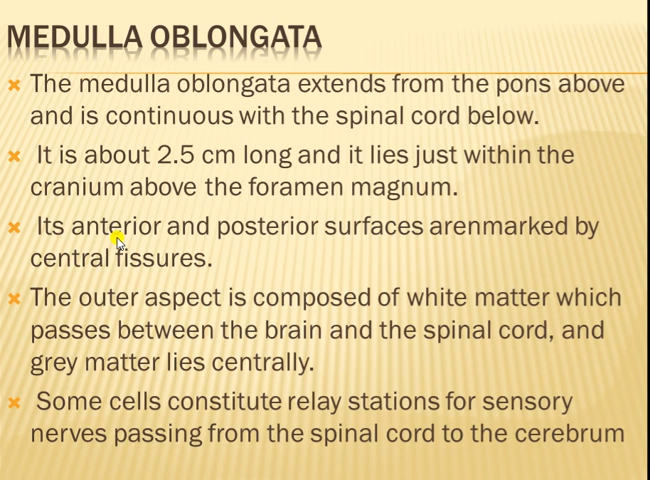 MEDULLA OBLONGATA
The medulla oblongata extends from the pons above
and is continuous with the spinal cord below.
It is about 2.5 cm long and it lies just within the
cranium above the foramen magnum.
Its anterior and posterior surfaces arenmarked by
central fissures.
The outer aspect is composed of white matter which
passes between the brain and the spinal cord, and
grey matter lies centrally.
Some cells constitute relay stations for sensory
nerves passing from the spinal cord to the cerebrum